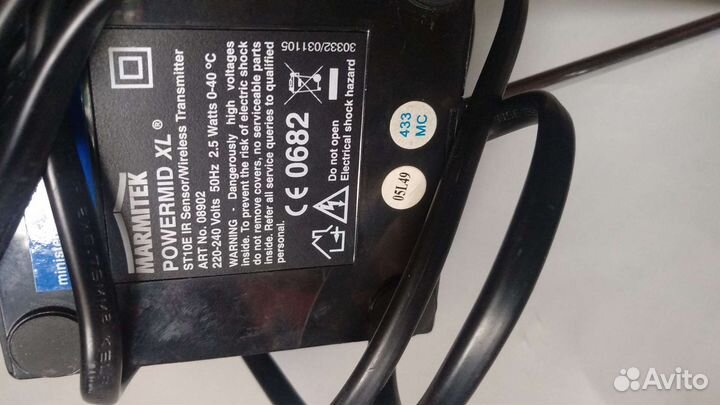 MARMITEK
POWERMID XL ®
ST10E IR Sensor/Wireless Transmitter
ART No. 08902
220-240 Volts 50Hz 2.5 Watts 0-40 °C
WARNING - Dangerously high voltages
inside. To prevent the risk of electric shock
do not remove covers, no serviceable parts
inside. Refer all service queries to qualified
personal.
CE 0682
Do not open
Electrical shock hazard
30332/031105
433
MC
05L49
Avito